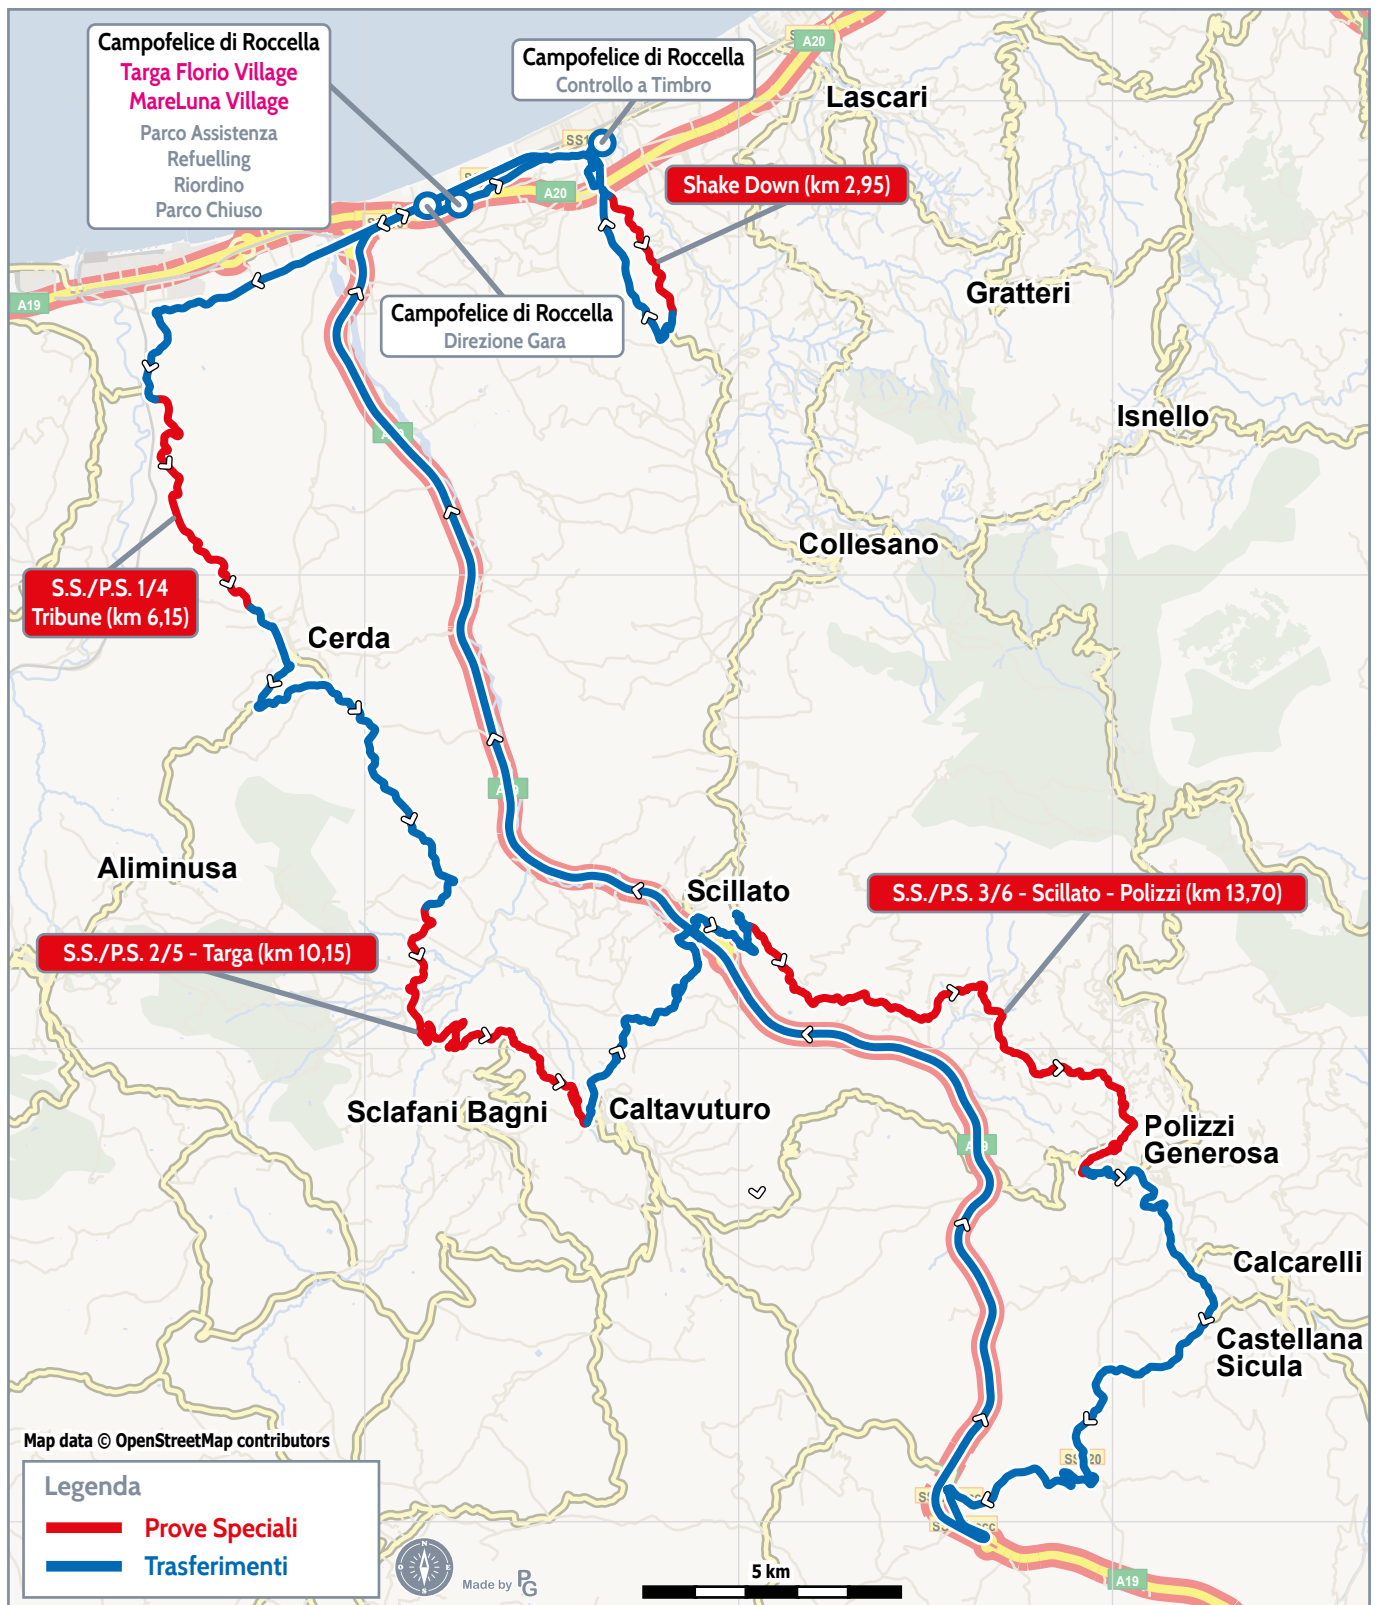 Campofelice di Roccella
Targa Florio Village
MareLuna Village
Parco Assistenza
Refuelling
Riordino
Parco Chiuso
Campofelice di Roccella
Controllo a Timbro
A20
Lascari
SS1
Shake Down (km 2,95)
A20
A19
Campofelice di Roccella
Direzione Gara
Gratteri
Isnello
Collesano
S.S./P.S. 1/4
Tribune (km 6,15)
Cerda
Aliminusa
Scillato
S.S./P.S. 3/6 - Scillato - Polizzi (km 13,70)
S.S./P.S. 2/5 - Targa (km 10,15)
Sclafani Bagni
Caltavuturo
Polizzi
Generosa
Calcarelli
Castellana
Sicula
Map data © OpenStreetMap contributors
Legenda
Prove Speciali
Trasferimenti
N
O
E
S
Made by PG
5 km
A19